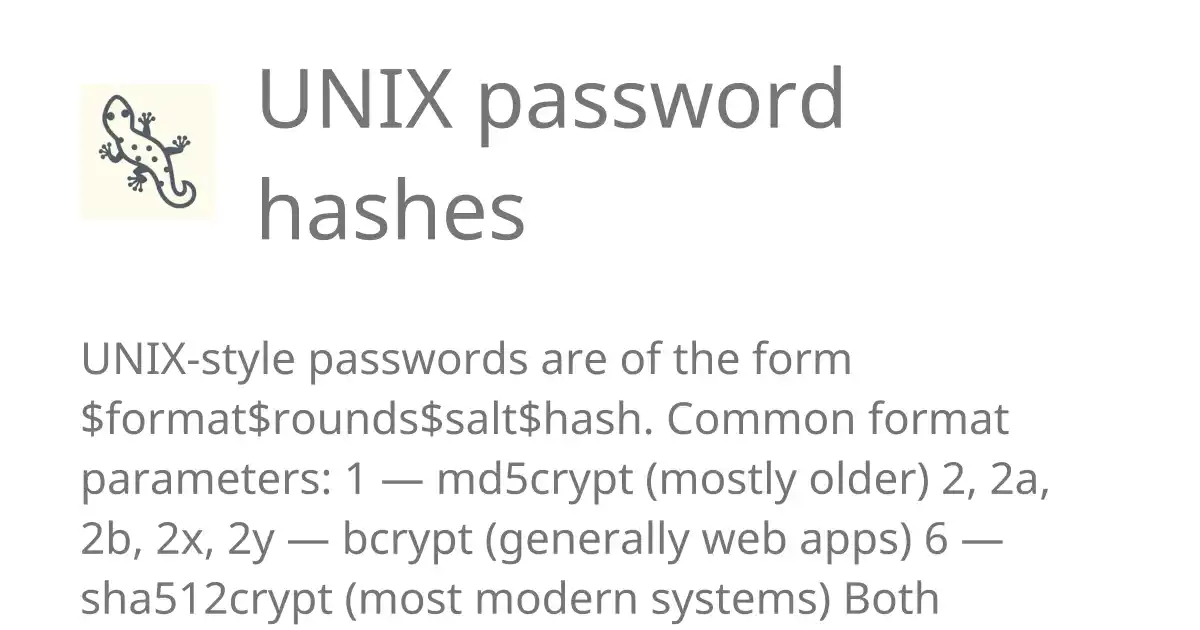 UNIX password
hashes
UNIX-style passwords are of the form
$format$rounds$salt$hash. Common format
parameters: 1 — md5crypt (mostly older) 2, 2a,
2b, 2x, 2y — bcrypt (generally web apps) 6 —
sha512crypt (most modern systems) Both